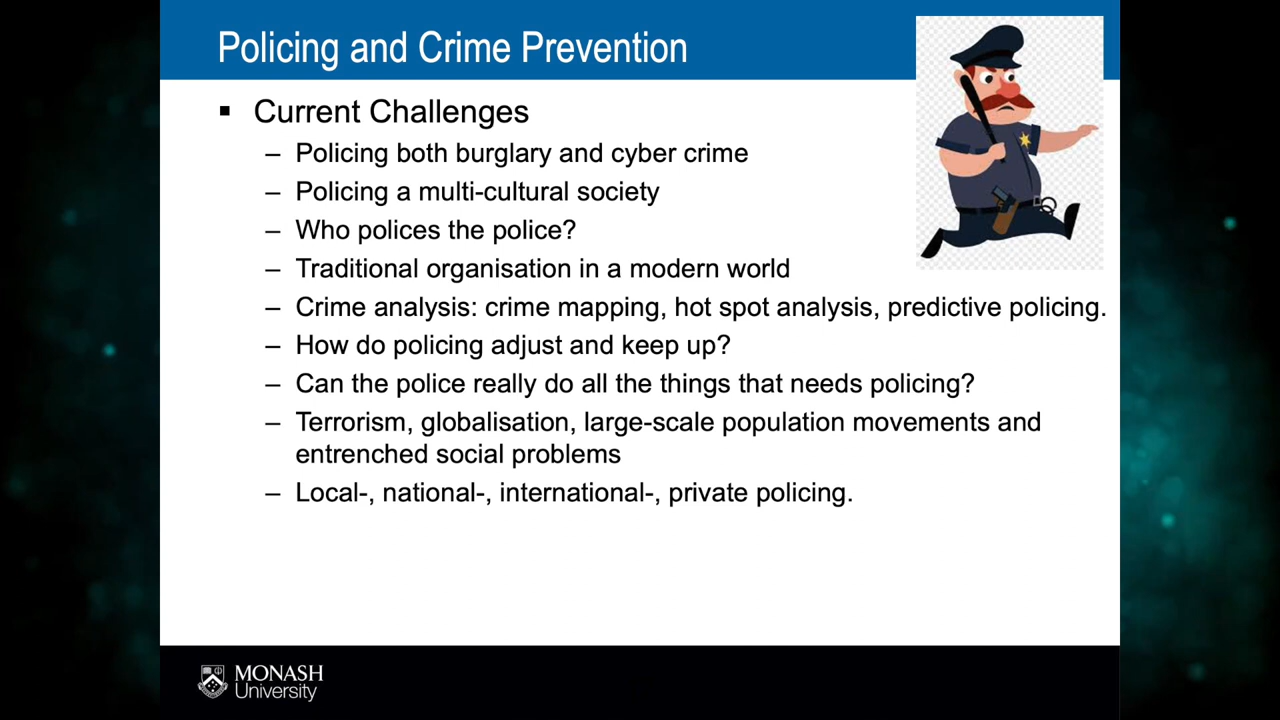 Policing and Crime Prevention
▪ Current Challenges
– Policing both burglary and cyber crime
– Policing a multi-cultural society
– Who polices the police?
– Traditional organisation in a modern world
– Crime analysis: crime mapping, hot spot analysis, predictive policing.
– How do policing adjust and keep up?
– Can the police really do all the things that needs policing?
– Terrorism, globalisation, large-scale population movements and
entrenched social problems
– Local-, national-, international-, private policing.
MONASH
University